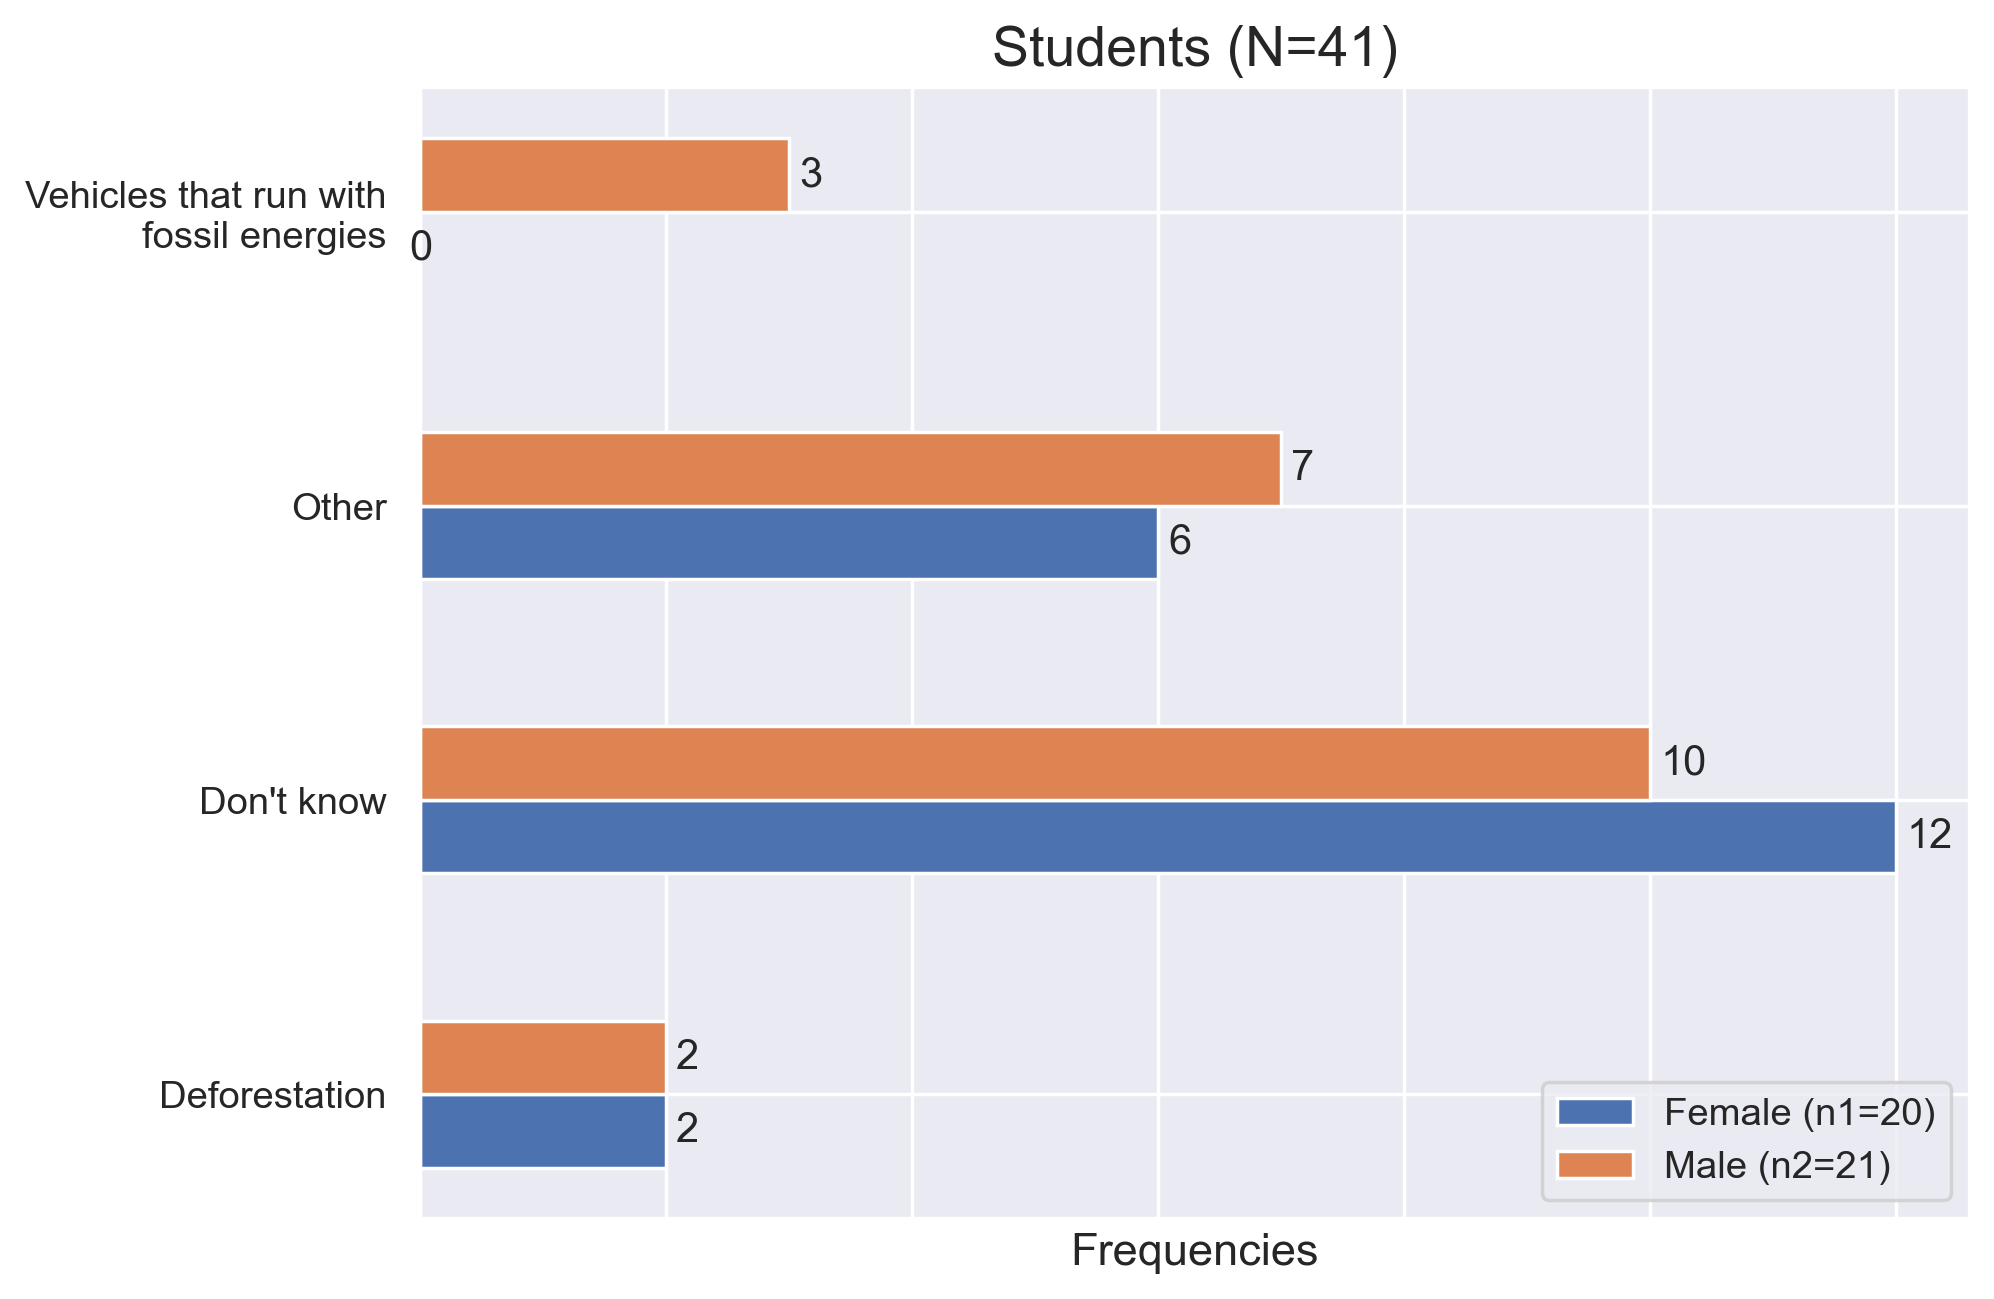 Students (N=41)
Vehicles that run with
fossil energies
3
0
Other
7
6
Don't know
10
12
Deforestation
2
2
Female (n1=20)
Male (n2=21)
Frequencies